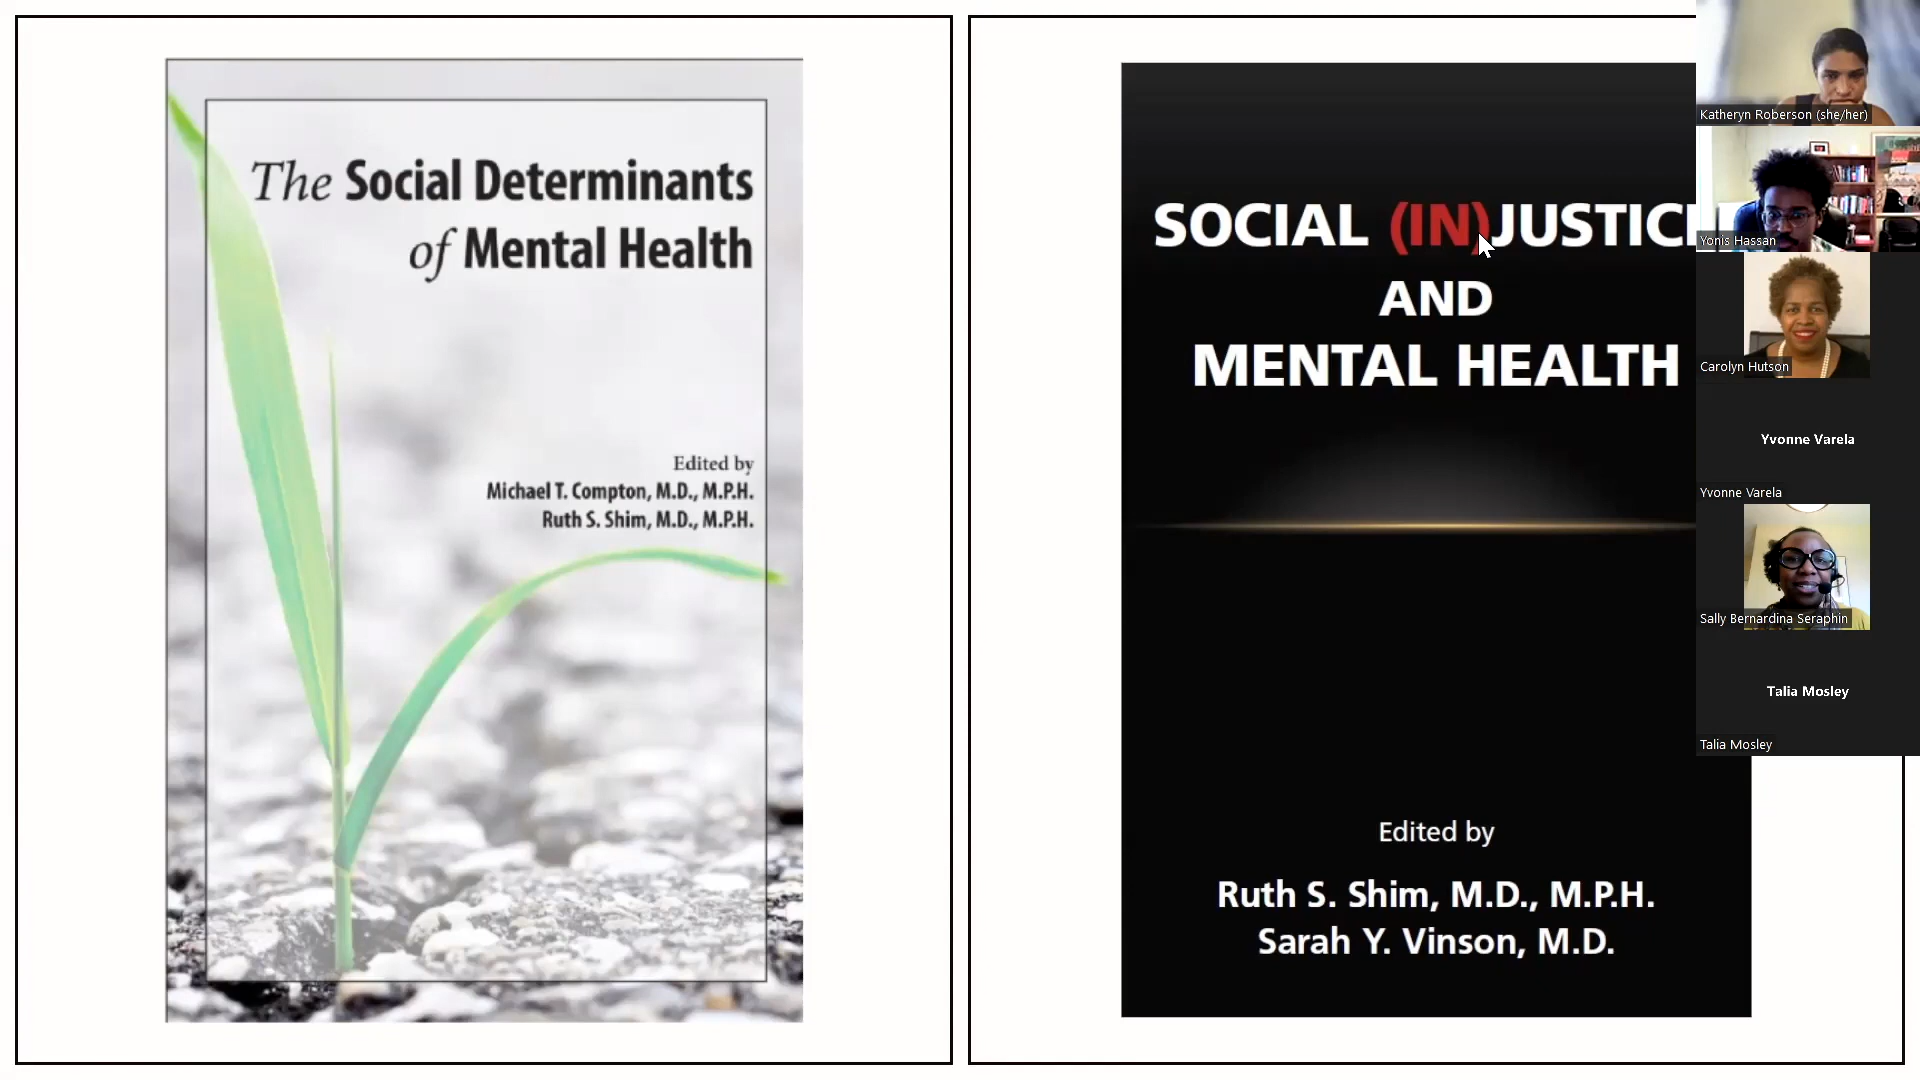 The Social Determinants
of Mental Health
Edited by
Michael T. Compton, M.D., M.P.H.
Ruth S. Shim, M.D., M.P.H.
SOCIAL (IN)JUSTIC
AND
MENTAL HEALTH
Edited by
Ruth S. Shim, M.D., M.P.H.
Sarah Y. Vinson, M.D.
Katheryn Roberson (she/her)
Yonis Hassan
Carolyn Hutson
Yvonne Varela
Yvonne Varela
Sally Bernardina Seraphin
Talia Mosley
Talia Mosley